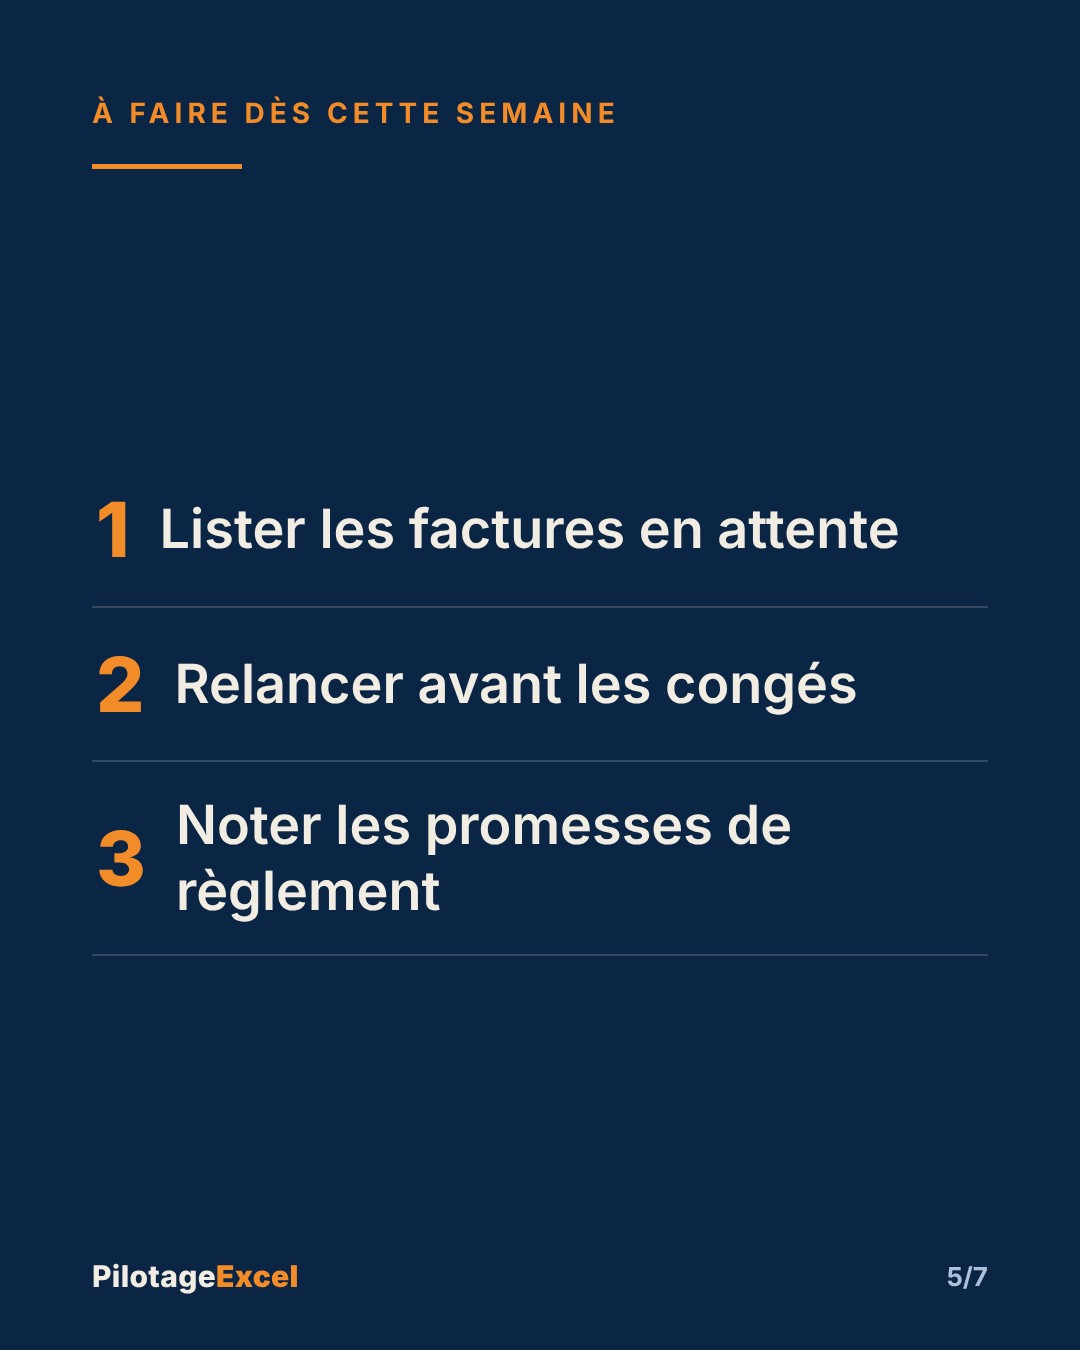 À FAIRE DÈS CETTE SEMAINE
1 Lister les factures en attente
2 Relancer avant les congés
3 Noter les promesses de
règlement
PilotageExcel
5/7